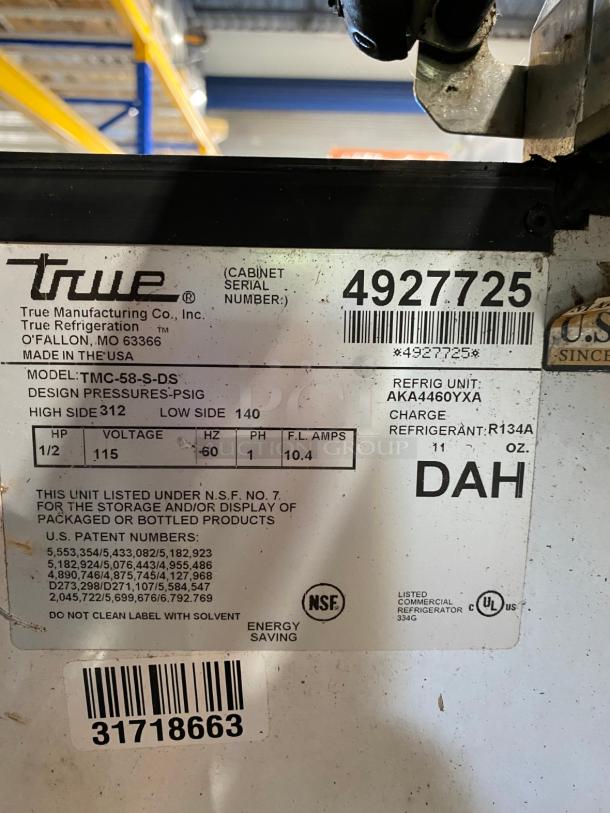 true®
True Manufacturing Co., Inc.
True Refrigeration ™
O'FALLON, MO 63366
MADE IN THE USA
(CABINET
SERIAL
NUMBER:)
4927725
*4927725*
U.S.
SINCE
MODEL: TMC-58-S-DS
DESIGN PRESSURES-PSIG
HIGH SIDE 312 LOW SIDE 140
REFRIG UNIT:
AKA4460YXA
CHARGE
REFRIGERANT: R134A
11 OZ.
HP VOLTAGE HZ PH F.L. AMPS
1/2 115 60 1 10.4
DAH
THIS UNIT LISTED UNDER N.S.F. NO. 7.
FOR THE STORAGE AND/OR DISPLAY OF
PACKAGED OR BOTTLED PRODUCTS
U.S. PATENT NUMBERS:
5,553,354/5,433,082/5,182,923
5,182,924/5,076,443/4,955,486
4,890,746/4,875,745/4,127,968
D273,298/D271,107/5,584,547
2,045,722/5,699,676/6,792.769
DO NOT CLEAN LABEL WITH SOLVENT
ENERGY
SAVING
NSF®
LISTED
COMMERCIAL
REFRIGERATOR
334G
C UL US
31718663